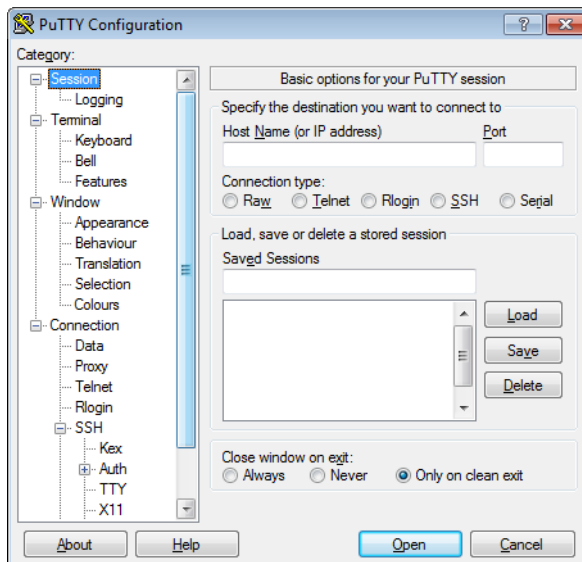 PuTTY Configuration
Category:
Session
Logging
Terminal
Keyboard
Bell
Features
Window
Appearance
Behaviour
Translation
Selection
Colours
Connection
Data
Proxy
Telnet
Rlogin
SSH
Kex
Auth
TTY
X11
Basic options for your PuTTY session
Specify the destination you want to connect to
Host Name (or IP address) Port
Connection type:
Raw Telnet Rlogin SSH Serial
Load, save or delete a stored session
Saved Sessions
Load
Save
Delete
Close window on exit:
Always Never Only on clean exit
About Help Open Cancel